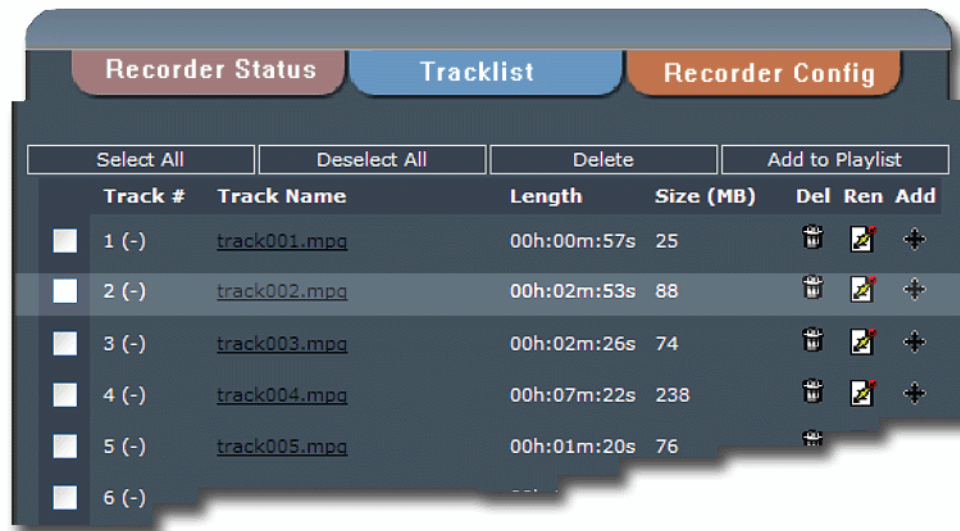 Recorder Status Tracklist Recorder Config
Select All Deselect All Delete Add to Playlist
Track # Track Name Length Size (MB) Del Ren Add
1 (-) track001.mpg 00h:00m:57s 25
2 (-) track002.mpg 00h:02m:53s 88
3 (-) track003.mpg 00h:02m:26s 74
4 (-) track004.mpg 00h:07m:22s 238
5 (-) track005.mpg 00h:01m:20s 76
6 (-)